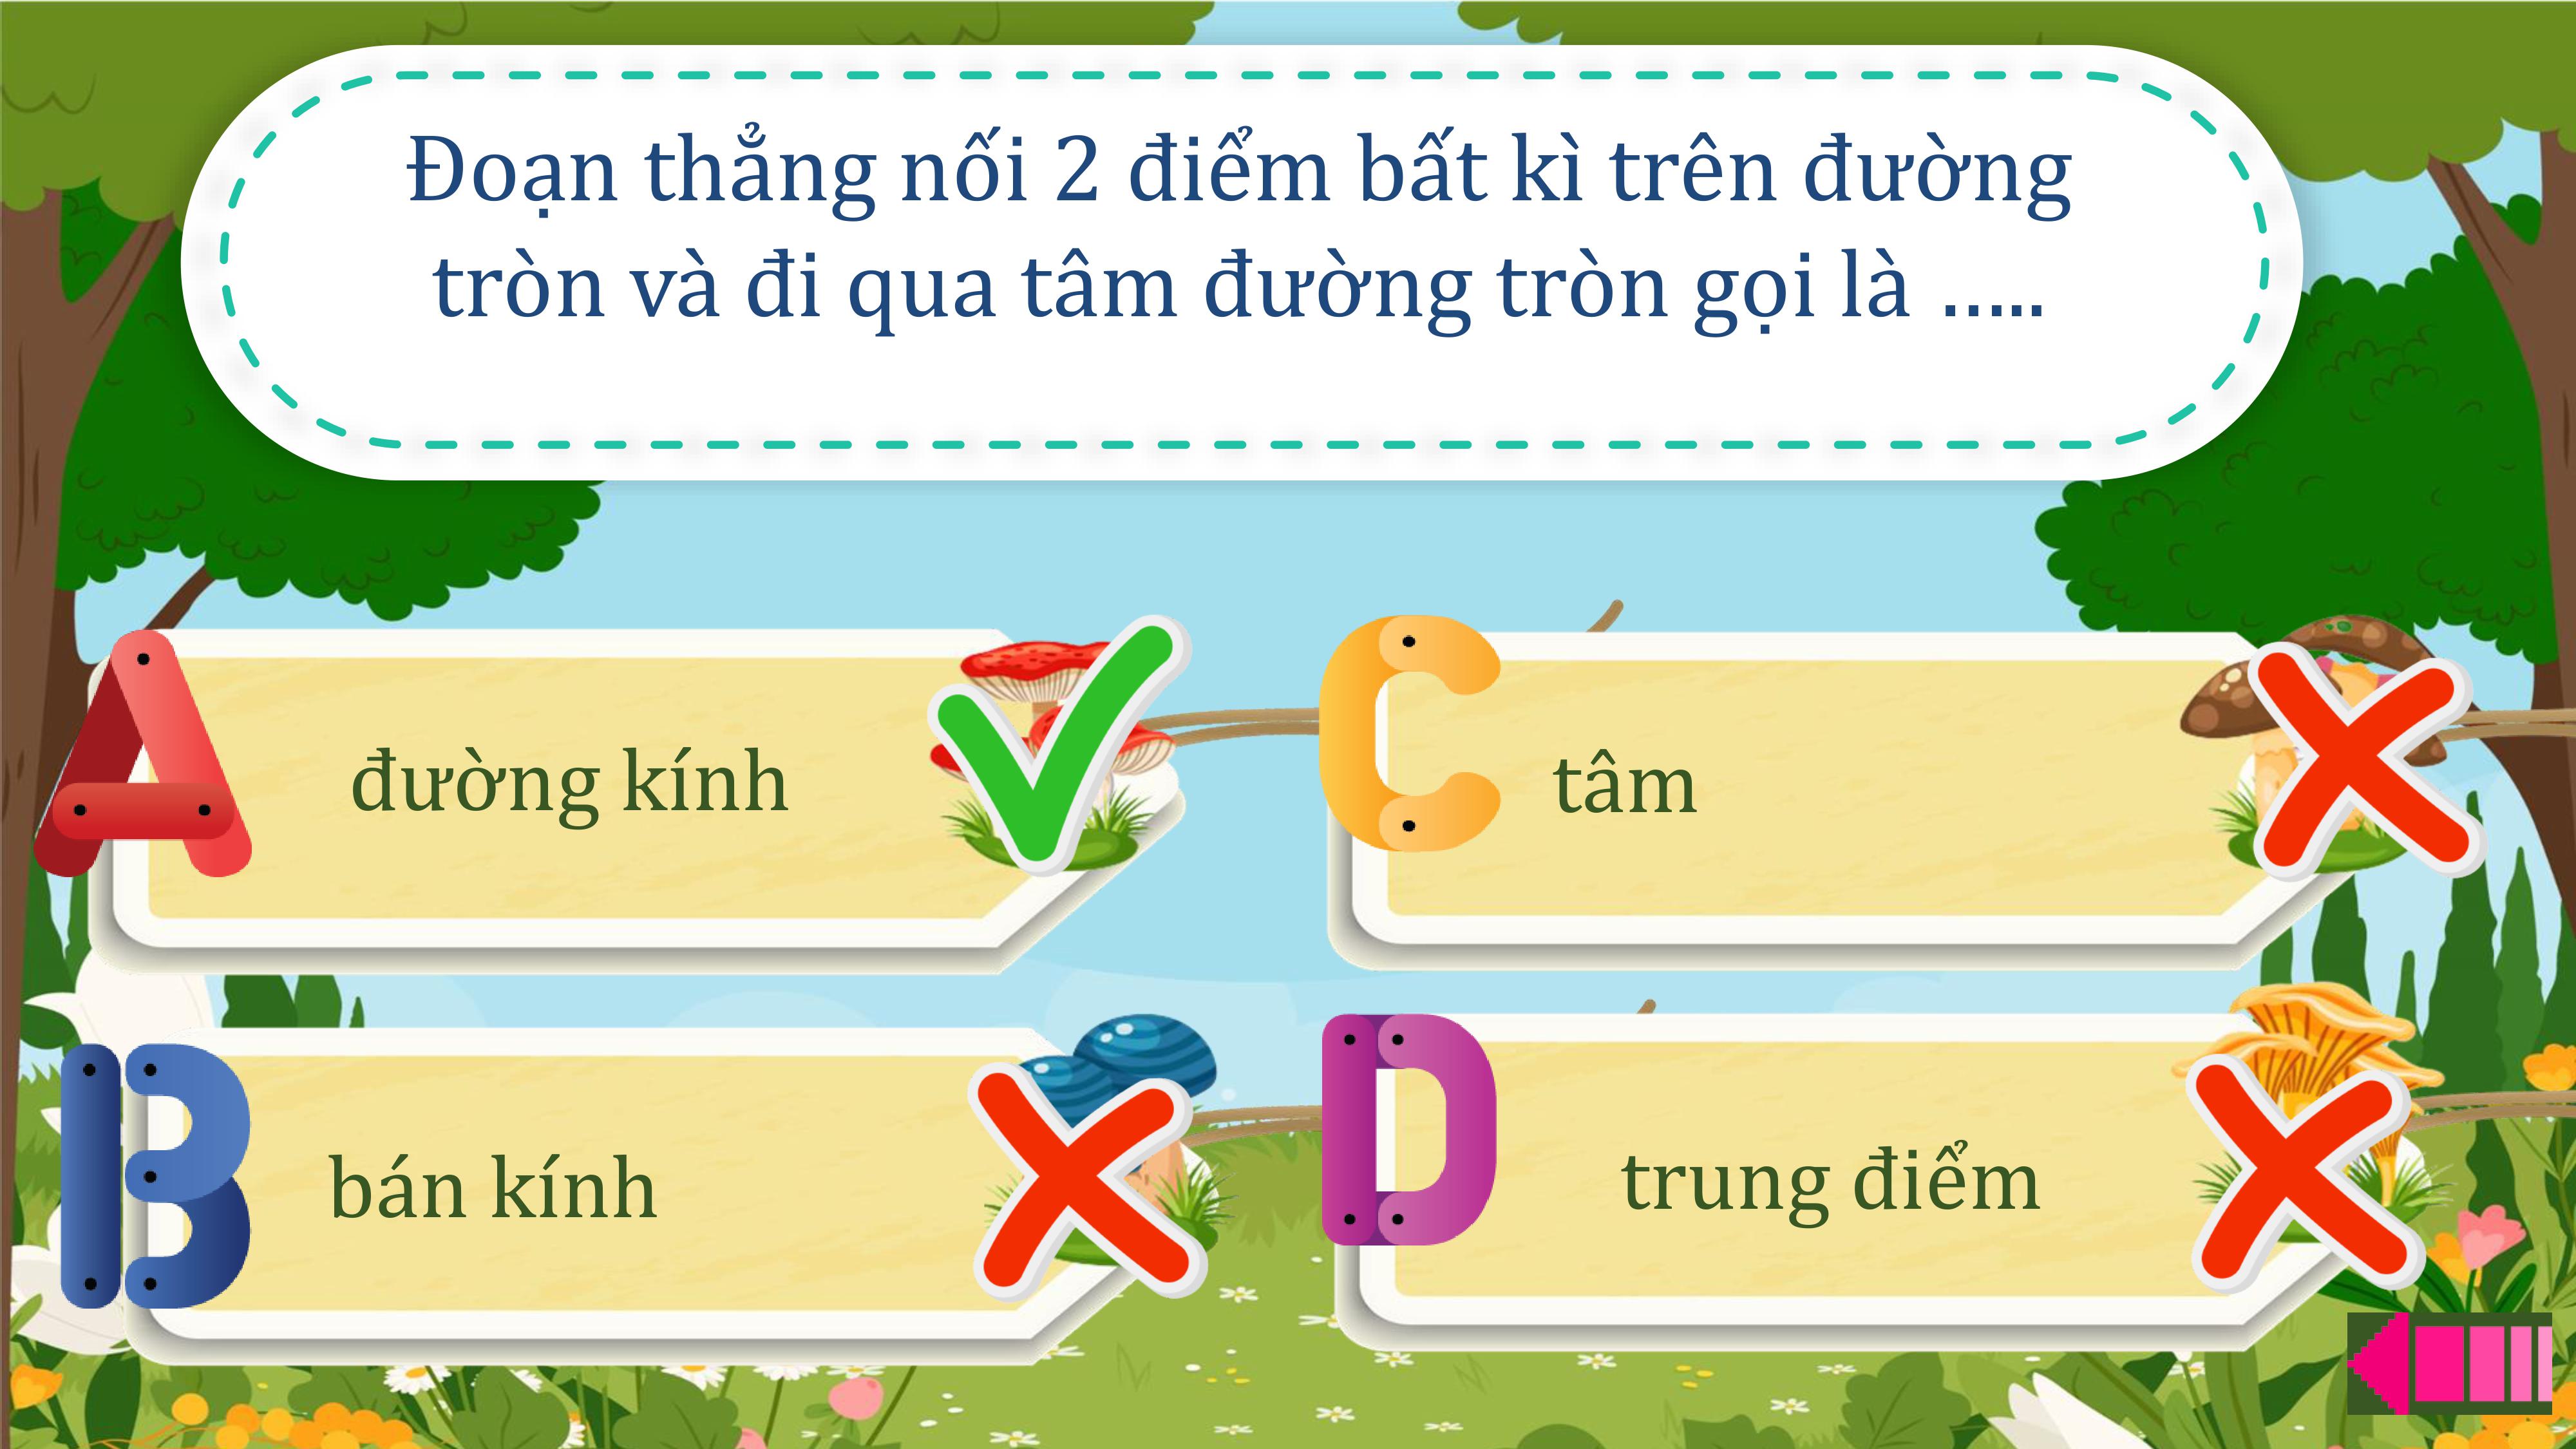 Đoạn thẳng nối 2 điểm bất kì trên đường
tròn và đi qua tâm đường tròn gọi là …..
A
đường kính
C
tâm
B
bán kính
D
trung điểm